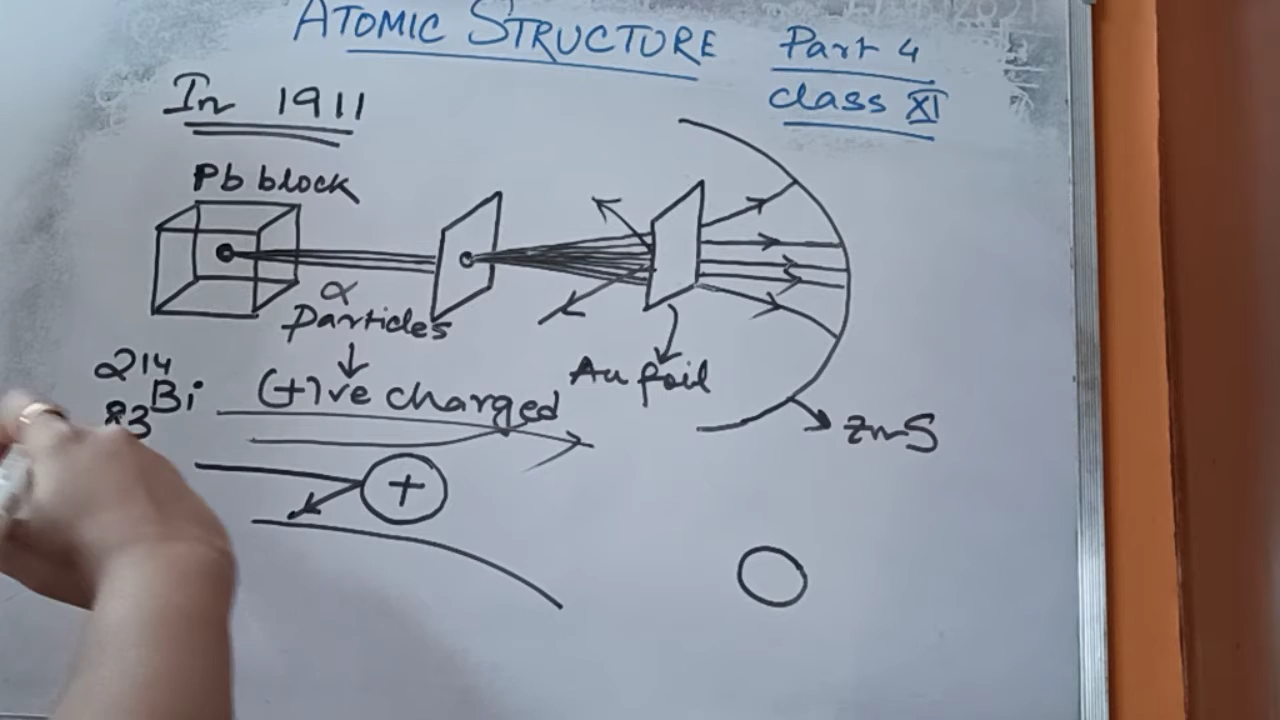 ATOMIC STRUCTURE Part 4
class XI
In 1911
Pb block
α
particles
Au foil
214
Bi
83
(+)ve charged
ZnS
+